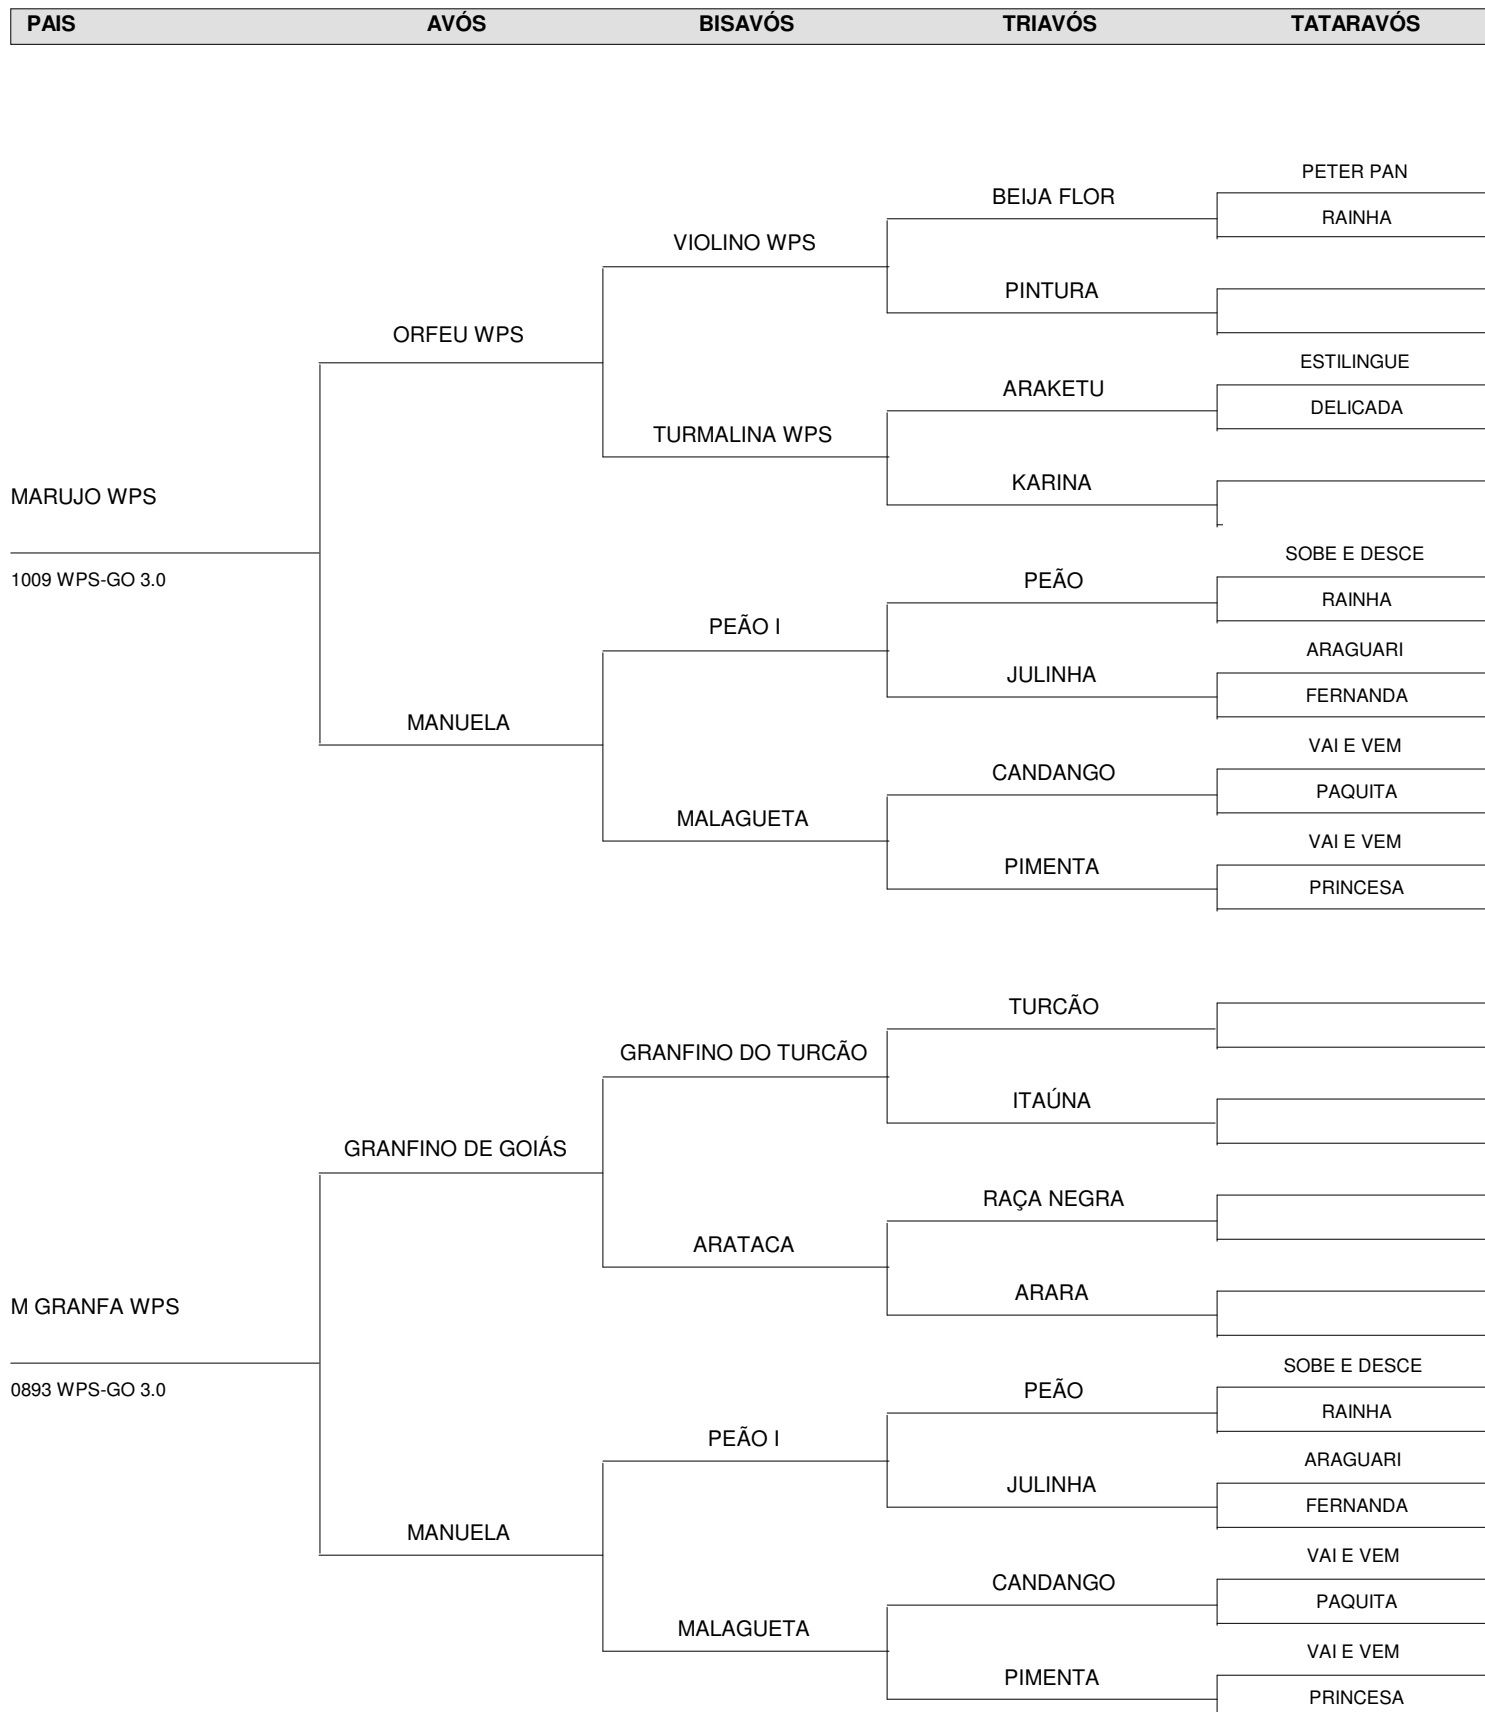 PAIS AVÓS BISAVÓS TRIAVÓS TATARAVÓS
PETER PAN
BEIJA FLOR
RAINHA
VIOLINO WPS
PINTURA
ORFEU WPS
ESTILINGUE
ARAKETU
DELICADA
TURMALINA WPS
KARINA
MARUJO WPS
SOBE E DESCE
1009 WPS-GO 3.0
PEÃO
RAINHA
PEÃO I
ARAGUARI
JULINHA
FERNANDA
MANUELA
VAI E VEM
CANDANGO
PAQUITA
MALAGUETA
VAI E VEM
PIMENTA
PRINCESA
TURCÃO
GRANFINO DO TURCÃO
ITAÚNA
GRANFINO DE GOIÁS
RAÇA NEGRA
ARATACA
ARARA
M GRANFA WPS
SOBE E DESCE
0893 WPS-GO 3.0
PEÃO
RAINHA
PEÃO I
ARAGUARI
JULINHA
FERNANDA
MANUELA
VAI E VEM
CANDANGO
PAQUITA
MALAGUETA
VAI E VEM
PIMENTA
PRINCESA